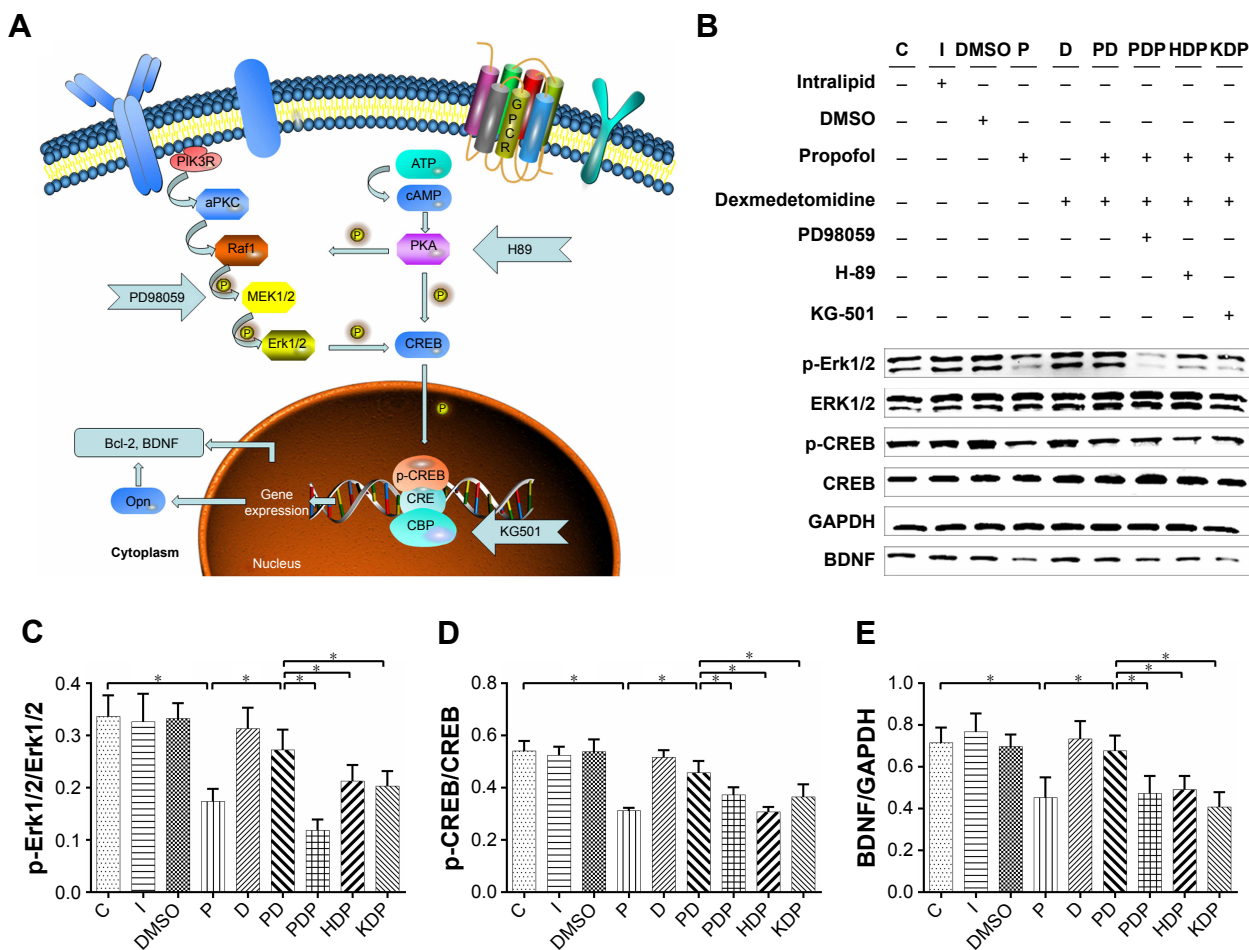 A
GPCR
PIK3R
ATP
aPKC
cAMP
P
Raf1
PKA
H89
P
PD98059
MEK1/2
P
P
P
Erk1/2
CREB
P
Bcl-2, BDNF
p-CREB
Opn
Gene
expression
CRE
CBP
KG501
Cytoplasm
Nucleus
B
C I DMSO P D PD PDP HDP KDP
Intralipid – + – – – – – – –
DMSO – – + – – – – – –
Propofol – – – + – + + + +
Dexmedetomidine – – – – + + + + +
PD98059 – – – – – – + – –
H-89 – – – – – – – + –
KG-501 – – – – – – – – +
p-Erk1/2
ERK1/2
p-CREB
CREB
GAPDH
BDNF
C
p-Erk1/2/Erk1/2
0.4
0.3
0.2
0.1
0.0
* * * * *
C I DMSO P D PD PDP HDP KDP
D
p-CREB/CREB
0.8
0.6
0.4
0.2
0.0
* * * * *
C I DMSO P D PD PDP HDP KDP
E
BDNF/GAPDH
1.0
0.8
0.6
0.4
0.2
0.0
* * * * *
C I DMSO P D PD PDP HDP KDP